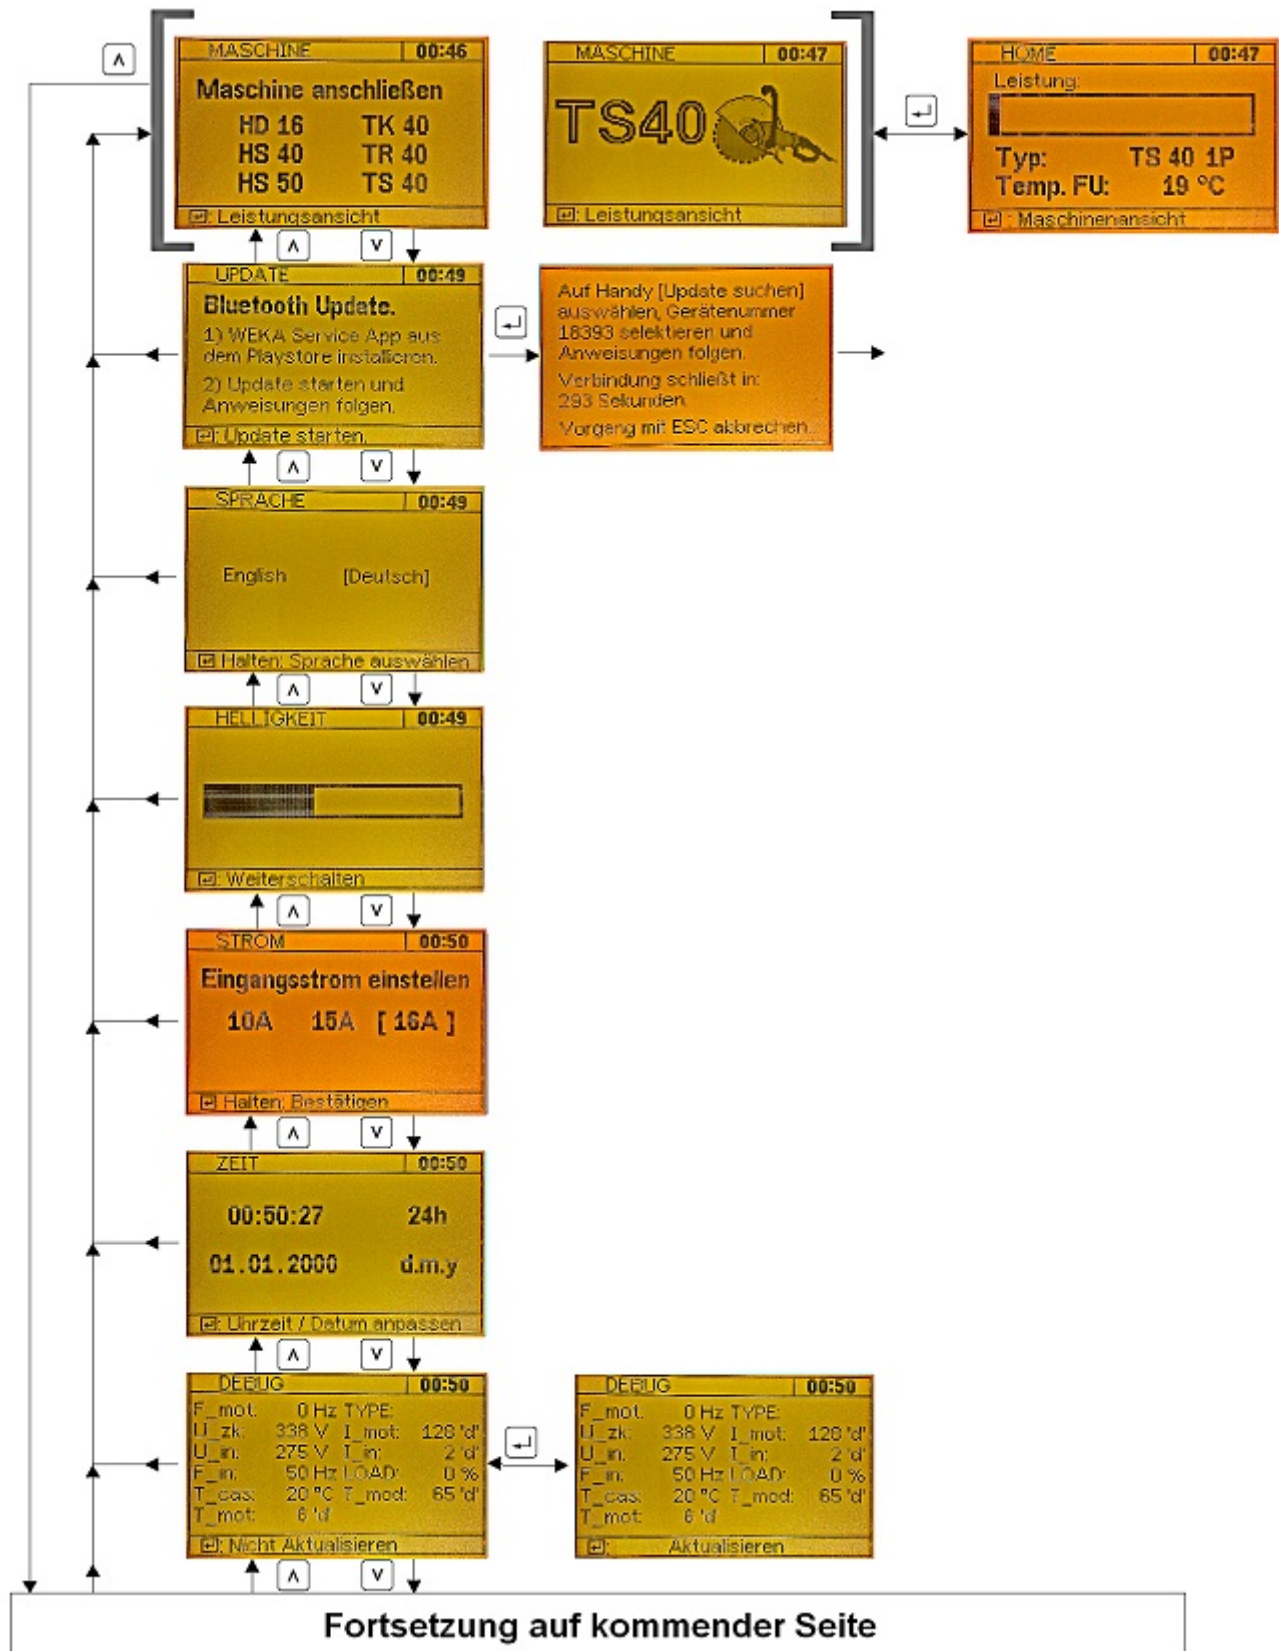 MASCHINE 00:46
Maschine anschließen
HD 16 TK 40
HS 40 TR 40
HS 50 TS 40
: Leistungsansicht
MASCHINE 00:47
TS40
: Leistungsansicht
HOME 00:47
Leistung:
Typ: TS 40 1P
Temp. FU: 19 °C
: Maschinenansicht
UPDATE 00:49
Bluetooth Update.
1) WEKA Service App aus
dem Playstore installieren.
2) Update starten und
Anweisungen folgen.
: Update starten.
Auf Handy [Update suchen]
auswählen, Gerätenummer
18393 selektieren und
Anweisungen folgen.
Verbindung schließt in:
293 Sekunden.
Vorgang mit ESC abbrechen.
SPRACHE 00:49
English [Deutsch]
Halten: Sprache auswählen
HELLIGKEIT 00:49
: Weiterschalten
STROM 00:50
Eingangsstrom einstellen
10A 15A [ 16A ]
Halten: Bestätigen
ZEIT 00:50
00:50:27 24h
01.01.2000 d.m.y
: Uhrzeit / Datum anpassen
DEBUG 00:50
F_mot: 0 Hz TYPE:
U_zk: 338 V I_mot: 128 'd'
U_in: 275 V I_in: 2 'd'
F_in: 50 Hz LOAD: 0 %
T_gas: 20 °C T_mod: 65 'd'
T_mot: 6 'd'
: Nicht Aktualisieren
DEBUG 00:50
F_mot: 0 Hz TYPE:
U_zk: 338 V I_mot: 128 'd'
U_in: 275 V I_in: 2 'd'
F_in: 50 Hz LOAD: 0 %
T_cas: 20 °C T_mod: 65 'd'
T_mot: 6 'd'
: Aktualisieren
Fortsetzung auf kommender Seite